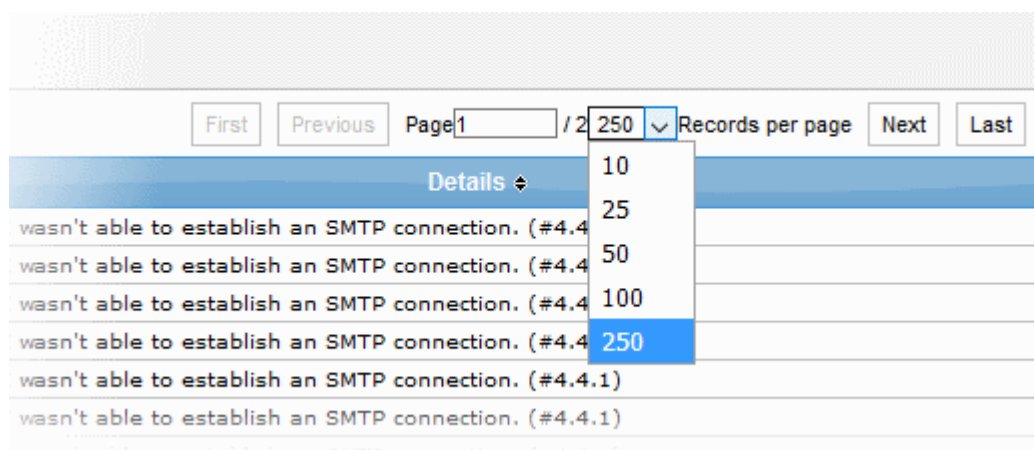 First Previous Page 1 / 2 250 Records per page Next Last
10
Details
25
wasn't able to establish an SMTP connection. (#4.4
50
wasn't able to establish an SMTP connection. (#4.4
100
wasn't able to establish an SMTP connection. (#4.4
wasn't able to establish an SMTP connection. (#4.4
250
wasn't able to establish an SMTP connection. (#4.4.1)
wasn't able to establish an SMTP connection. (#4.4.1)